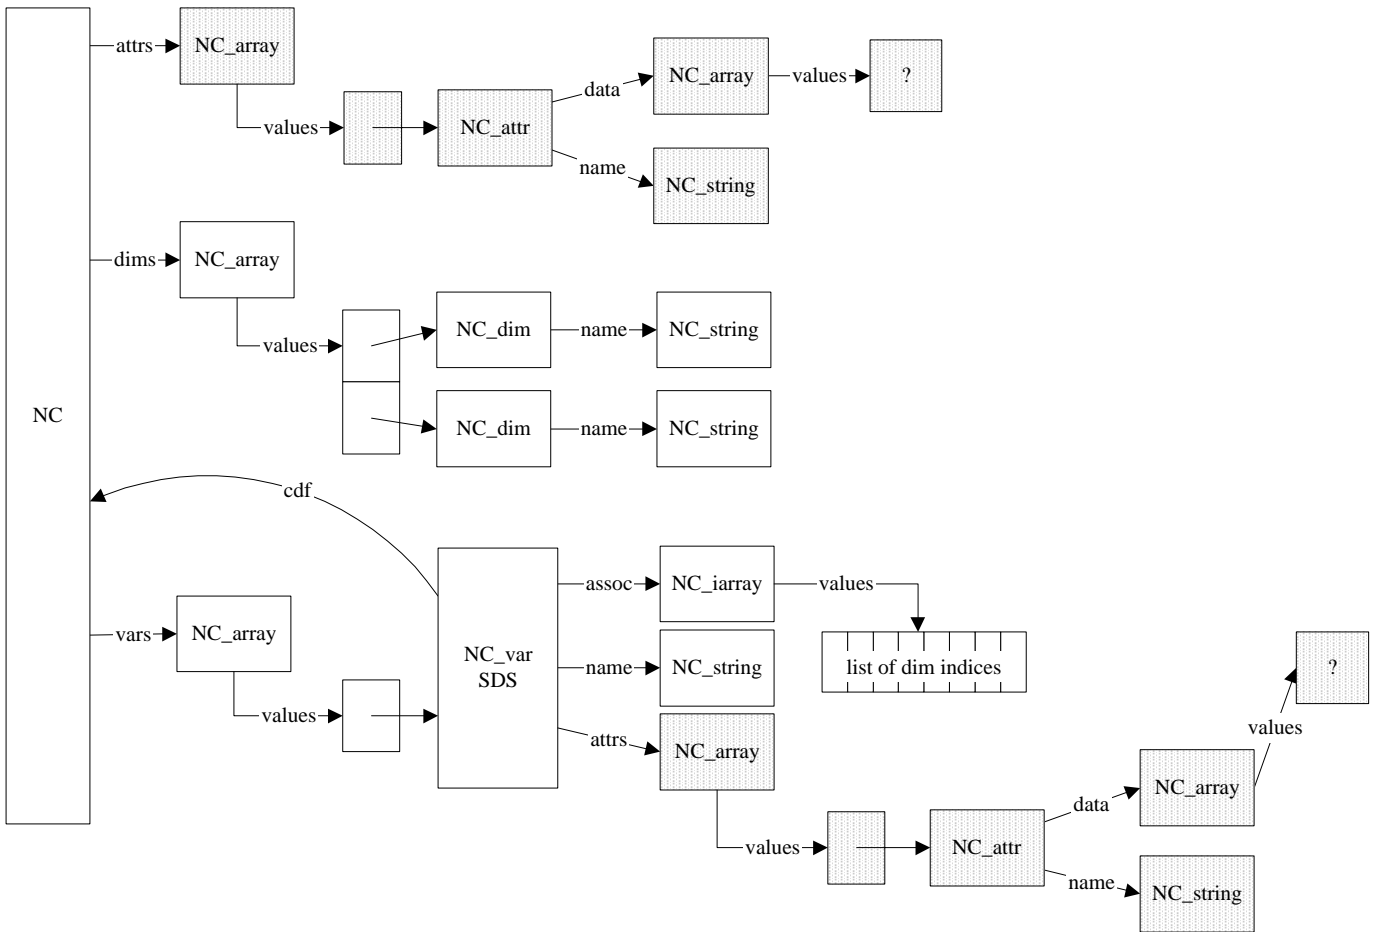 attrs
NC_array
values
NC_attr
data
NC_array
values
?
name
NC_string
dims
NC_array
values
NC_dim
name
NC_string
NC_dim
name
NC_string
NC
cdf
vars
NC_array
values
NC_var
SDS
assoc
NC_iarray
values
list of dim indices
name
NC_string
attrs
NC_array
values
NC_attr
data
NC_array
values
?
name
NC_string